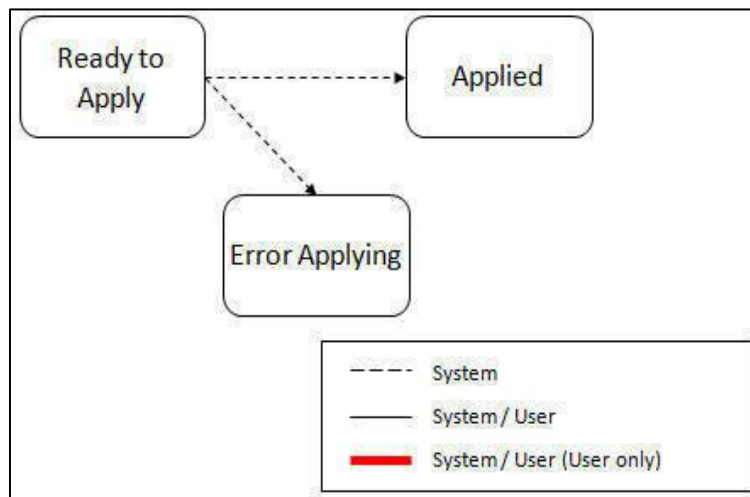 Ready to
Apply
Applied
Error Applying
System
System / User
System / User (User only)